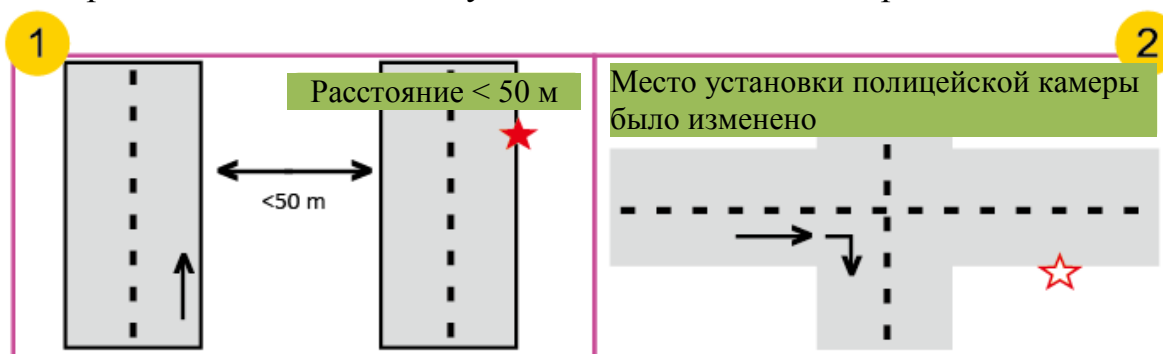 1
2
Расстояние < 50 м
<50 m
Место установки полицейской камеры
было изменено